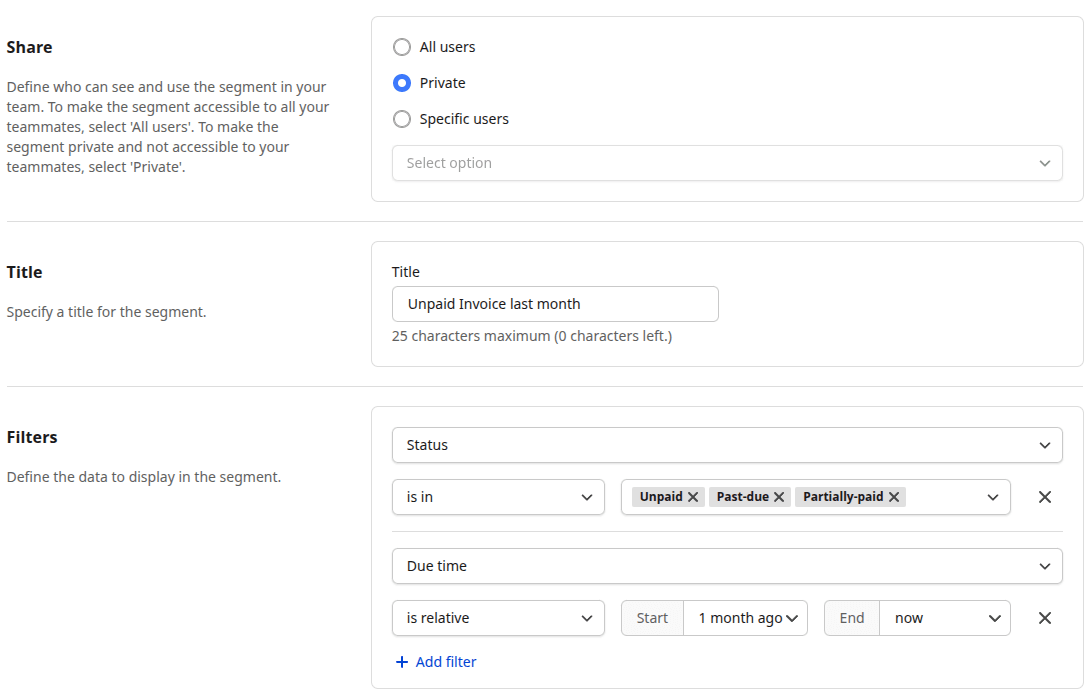 Share
Define who can see and use the segment in your
team. To make the segment accessible to all your
teammates, select 'All users'. To make the
segment private and not accessible to your
teammates, select 'Private'.
All users
Private
Specific users
Select option
Title
Specify a title for the segment.
Title
Unpaid Invoice last month
25 characters maximum (0 characters left.)
Filters
Define the data to display in the segment.
Status
is in
Unpaid Past-due Partially-paid
Due time
is relative
Start 1 month ago
End now
Add filter